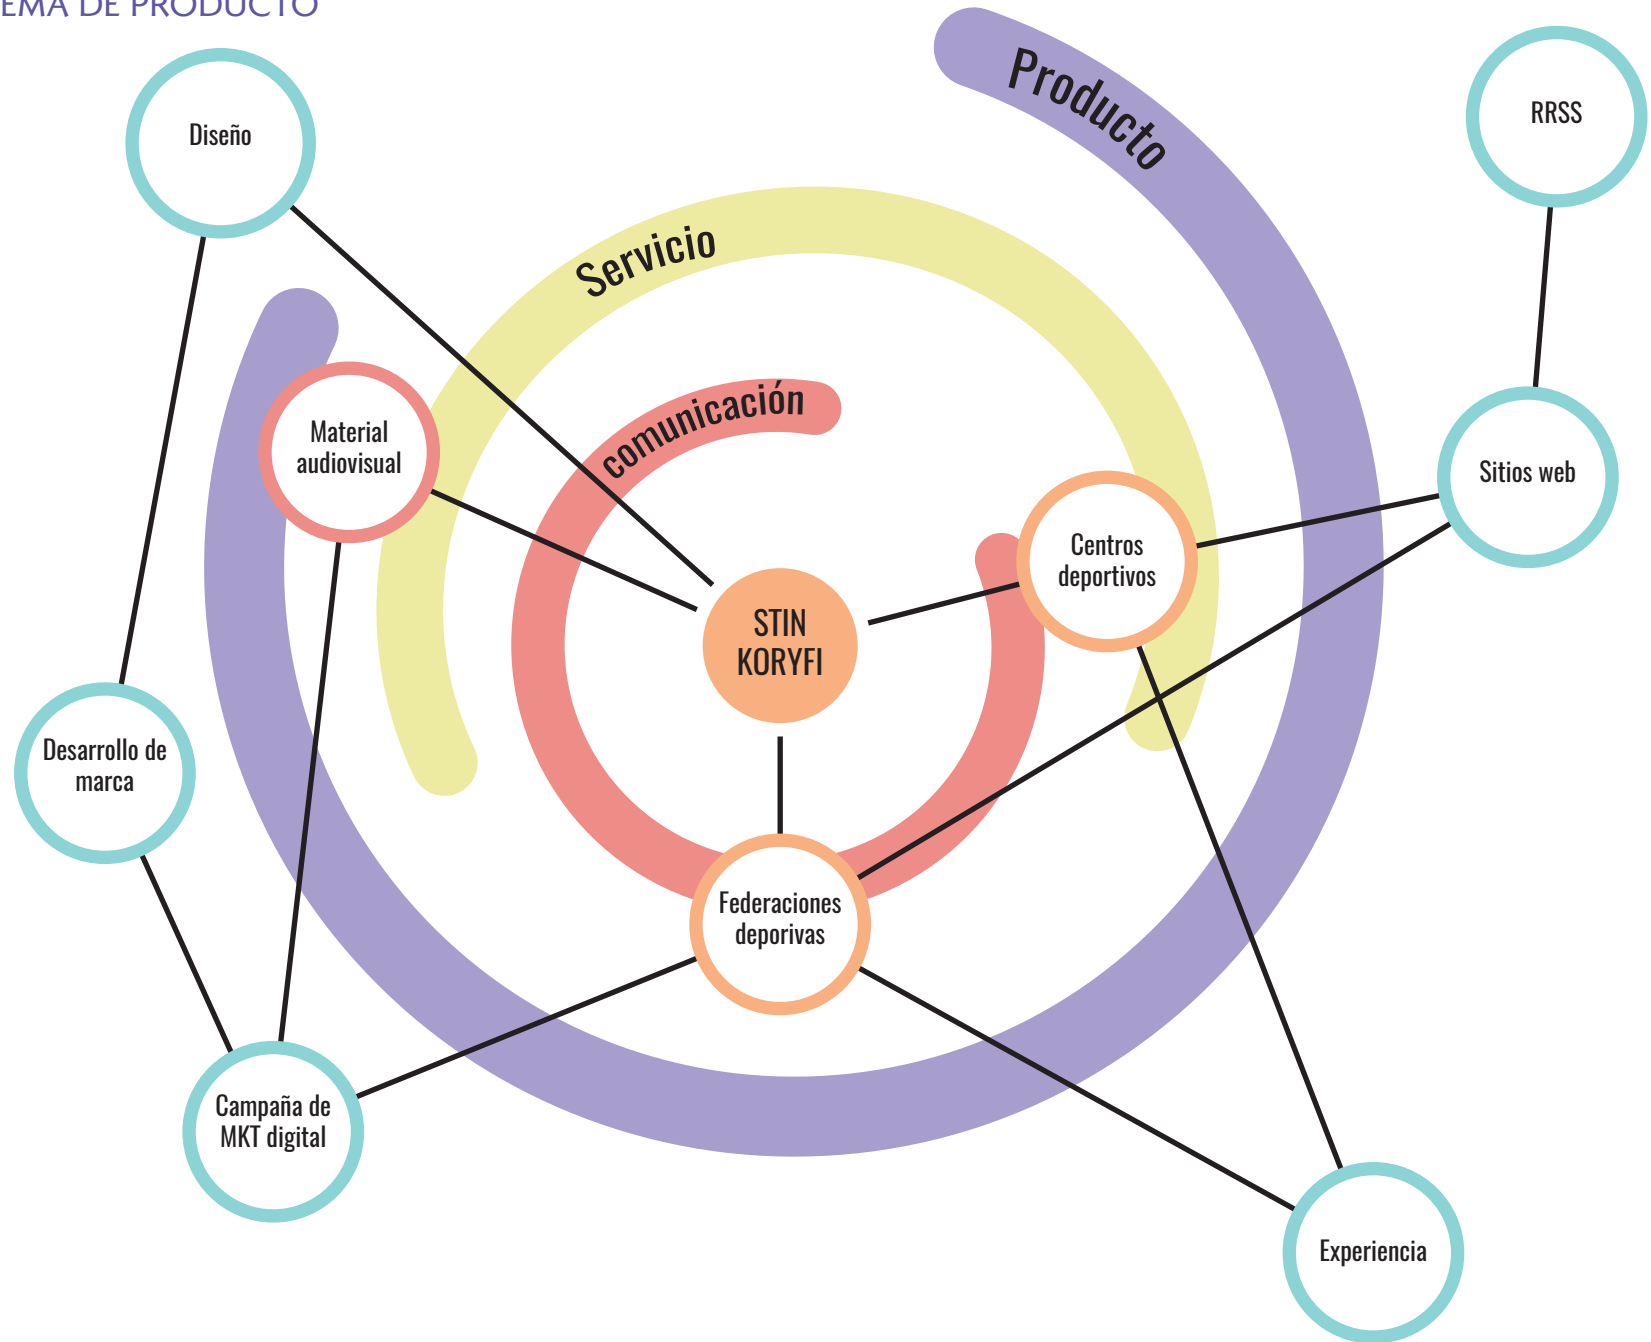 EMA DE PRODUCTO
Producto
RRSS
Diseño
Servicio
comunicación
Material
audiovisual
Sitios web
Centros
deportivos
STIN
KORYFI
Desarrollo de
marca
Federaciones
deporivas
Campaña de
MKT digital
Experiencia